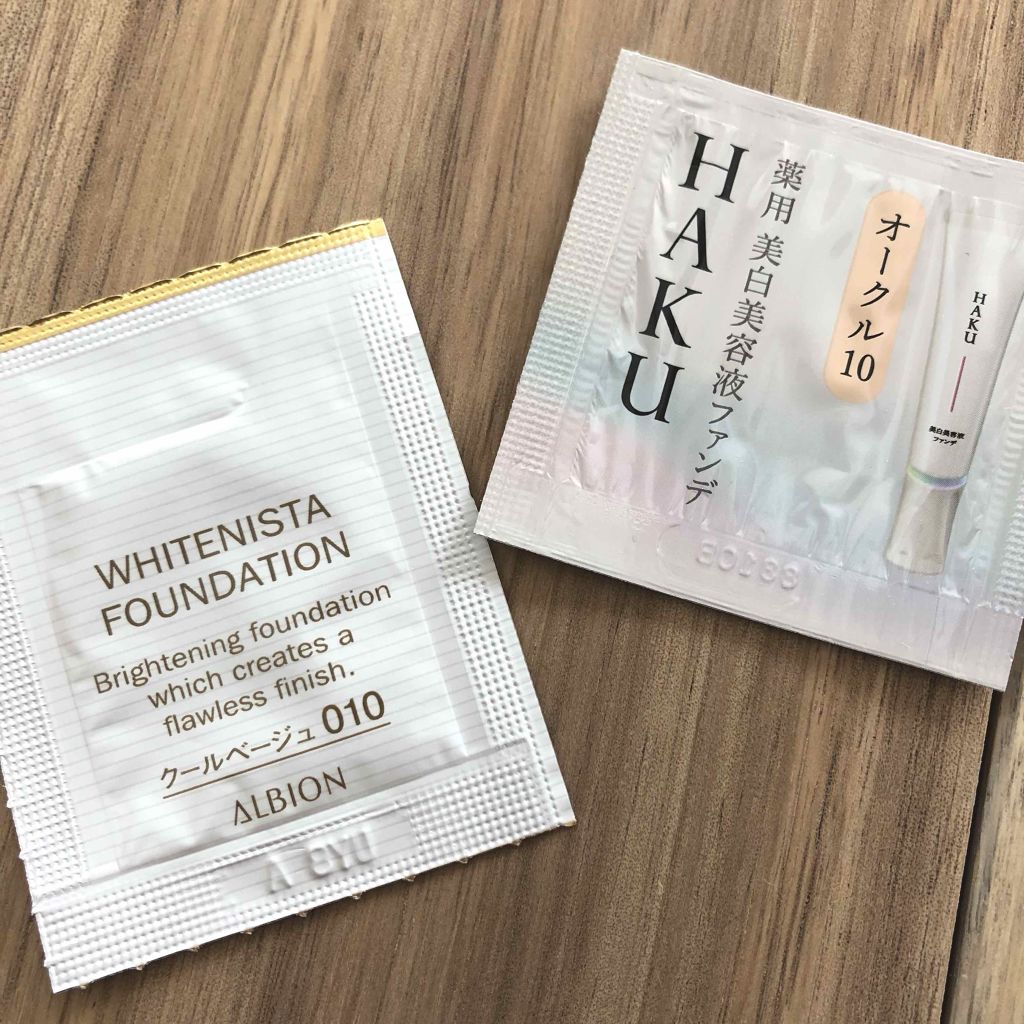 WHITENISTA
FOUNDATION
Brightening foundation
which creates a
flawless finish.
クールベージュ 010
ALBION
HAKU
薬用 美白美容液ファンデ
オークル10
HAKU
美白美容液
ファンデ